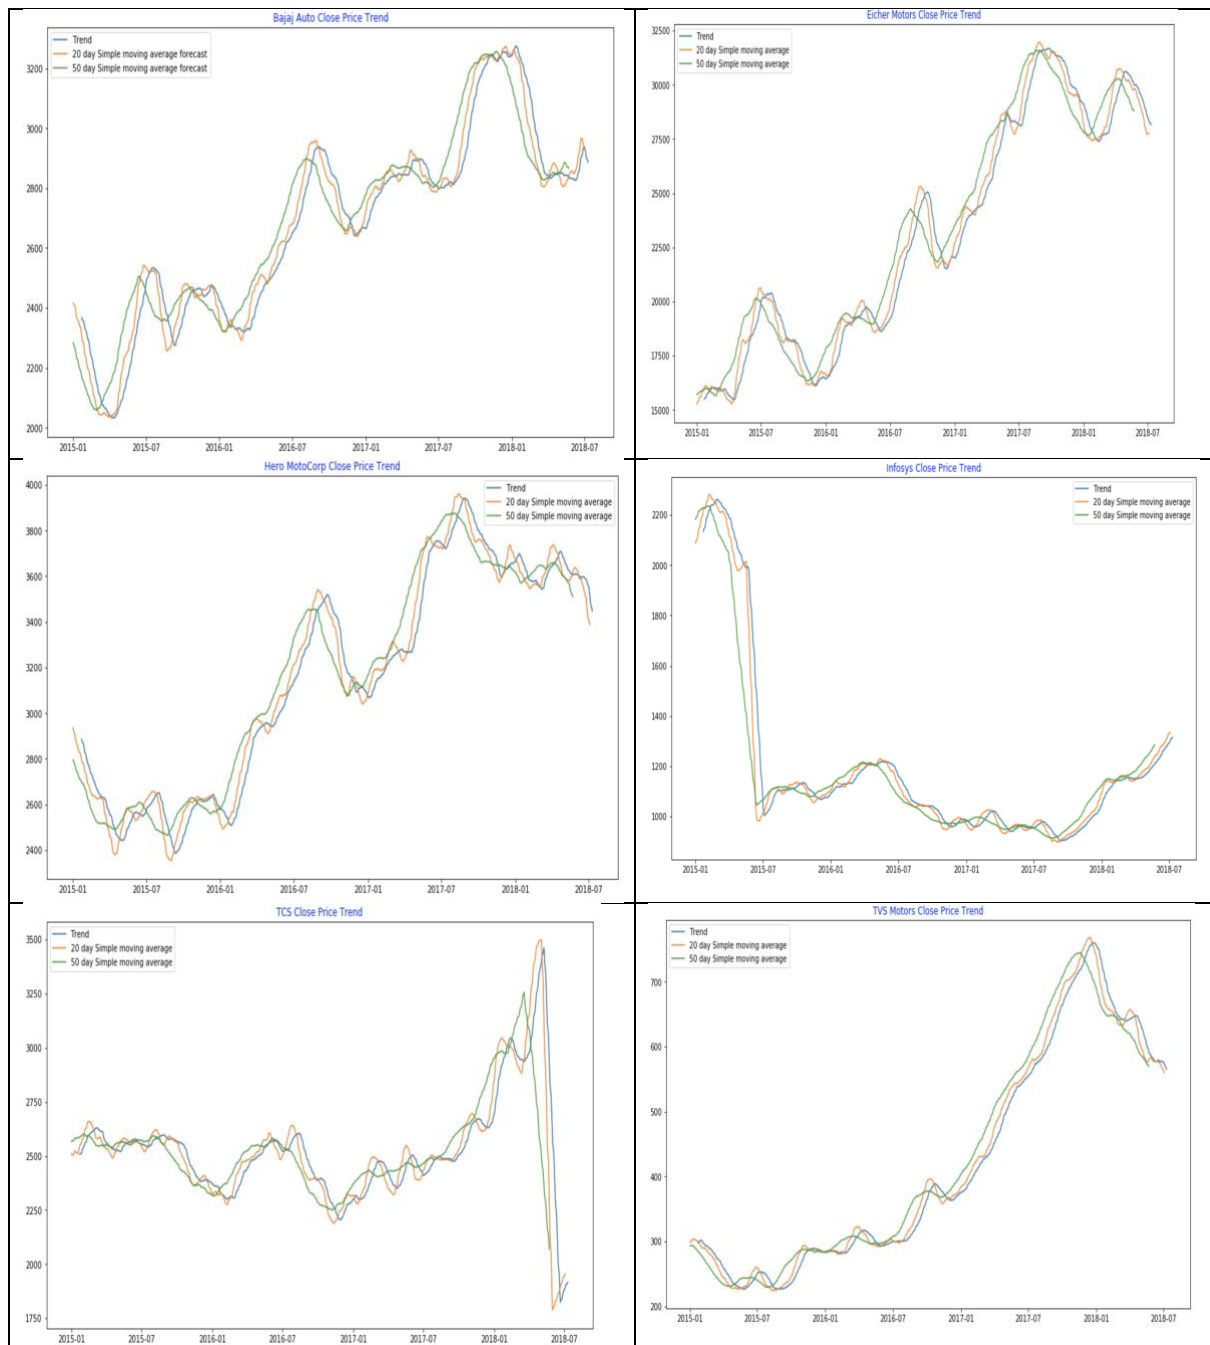 Bajaj Auto Close Price Trend
Trend
20 day Simple moving average forecast
50 day Simple moving average forecast
3200
3000
2800
2600
2400
2200
2000
2015-01 2015-07 2016-01 2016-07 2017-01 2017-07 2018-01 2018-07
Eicher Motors Close Price Trend
Trend
20 day Simple moving average
50 day Simple moving average
32500
30000
27500
25000
22500
20000
17500
15000
2015-01 2015-07 2016-01 2016-07 2017-01 2017-07 2018-01 2018-07
Hero MotoCorp Close Price Trend
Trend
20 day Simple moving average
50 day Simple moving average
4000
3800
3600
3400
3200
3000
2800
2600
2400
2015-01 2015-07 2016-01 2016-07 2017-01 2017-07 2018-01 2018-07
Infosys Close Price Trend
Trend
20 day Simple moving average
50 day Simple moving average
2200
2000
1800
1600
1400
1200
1000
2015-01 2015-07 2016-01 2016-07 2017-01 2017-07 2018-01 2018-07
TCS Close Price Trend
Trend
20 day Simple moving average
50 day Simple moving average
3500
3250
3000
2750
2500
2250
2000
1750
2015-01 2015-07 2016-01 2016-07 2017-01 2017-07 2018-01 2018-07
TVS Motors Close Price Trend
Trend
20 day Simple moving average
50 day Simple moving average
700
600
500
400
300
200
2015-01 2015-07 2016-01 2016-07 2017-01 2017-07 2018-01 2018-07